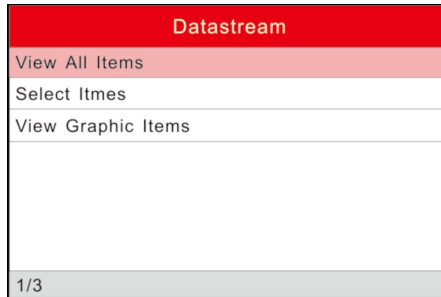 Datastream
View All Items
Select Itmes
View Graphic Items
1/3